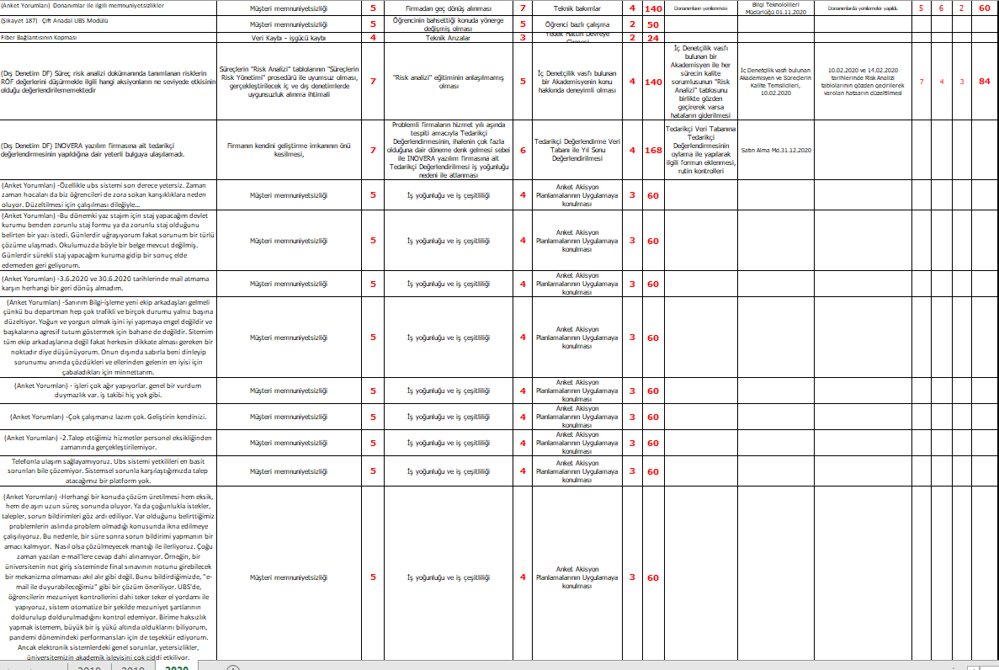 (Anket Yorumları) -Donanımlar ile ilgili memnuniyetsizlikler
Müşteri memnuniyetsizliği
5
Firmadan geç dönüş alınması
7
Teknik bakımlar
4
140
Donanımların yenilenmesi
Bilgi Teknololileri
Müdürlüğü 01.11.2020
Donanımlarda yenilemeler yapıldı.
5
6
2
60
(Şikayet 187) -Çift Anadal UBS Modülü
Müşteri memnuniyetsizliği
5
Öğrencinin bahsettiği konuda yönerge
değişmiş olması
5
Öğrenci bazlı çalışma
2
50
Fiber Bağlantısının Kopması
Veri Kaybı - işgücü kaybı
4
Teknik Arızalar
3
Yedek Hattın Devreye
2
24
(Dış Denetim DF) Süreç risk analizi dokümanında tanımlanan risklerin
RÖF değerlerini düşürmekle ilgili hangi aksiyonların ne seviyede etkisinin
olduğu değerlendirilememektedir
Süreçlerin "Risk Analizi" tablolarının "Süreçlerin
Risk Yönetimi" prosedürü ile uyumsuz olması,
gerçekleştirilecek iç ve dış denetimlerde
uygunsuzluk alınma ihtimali
7
"Risk analizi" eğitiminin anlaşılmamış
olması
5
İç Denetçilik vasfı bulunan
bir Akademisyenin konu
hakkında deneyimli olması
4
140
İç Denetçilik vasfı
bulunan bir
Akademisyen ile her
sürecin kalite
sorumlusunun "Risk
Analizi" tablosunu
birlikte gözden
geçirerek varsa
hataların giderilmesi
İç Denetçilik vasfı bulunan
Akademisyen ve Süreçlerin
Kalite Temsilcileri,
10.02.2020
10.02.2020 ve 14.02.2020
tarihlerinde Risk Analizi
tablolarının gözden geçirilerek
varolan hataarın düzeltilmesi
7
4
3
84
(Dış Denetim DF) INOVERA yazılım firmasına ait tedarikçi
değerlendirmesinin yapıldığına dair yeterli bulguya ulaşılamadı.
Firmanın kendini geliştirme imkanının önü
kesilmesi,
7
Problemli firmaların hizmet yılı aşında
tespiti amacıyla Tedarikçi
Değerlendirmesinin, ihalenin çok fazla
olduğuna dair döneme denk gelmesi sebei
ile INOVERA yazılım firmasına ait
Tedarikçi Değerlendirilmesi iş yoğunluğu
nedeni ile atlanması
6
Tedarikçi Değerlendirme Veri
Tabanı ile Yıl Sonu
Değerlendirilmesi
4
168
Tedarikçi Veri Tabanına
Tedarikçi
Değerlendirmesinin
oylama ile yapılarak
ilgili formun eklenmesi,
rutin kontrolleri
Satın Alma Md.31.12.2020
(Anket Yorumları) -Özellikle ubs sistemi son derece yetersiz. Zaman
zaman hocaları da biz öğrencileri de zora sokan karışıklıklara neden
oluyor. Düzeltilmesi için çalışılması dileğiyle...
Müşteri memnuniyetsizliği
5
İş yoğunluğu ve iş çeşitliliği
4
Anket Akisyon
Planlamalarının Uygulamaya
konulması
3
60
(Anket Yorumları) -Bu dönemki yaz stajım için staj yapacağım devlet
kurumu benden zorunlu staj formu ya da zorunlu staj olduğunu
belirten bir yazı istedi. Günlerdir uğraşıyorum fakat sorunum bir türlü
çözüme ulaşmadı. Okulumuzda böyle bir belge mevcut değilmiş.
Günlerdir sürekli staj yapacağım kuruma gidip bir sonuç elde
edemeden geri geliyorum.
Müşteri memnuniyetsizliği
5
İş yoğunluğu ve iş çeşitliliği
4
Anket Akisyon
Planlamalarının Uygulamaya
konulması
3
60
(Anket Yorumları) -3.6.2020 ve 30.6.2020 tarihlerinde mail atmama
karşın herhangi bir geri dönüş almadım.
Müşteri memnuniyetsizliği
5
İş yoğunluğu ve iş çeşitliliği
4
Anket Akisyon
Planlamalarının Uygulamaya
konulması
3
60
(Anket Yorumları) -Sanırım Bilgi-işleme yeni ekip arkadaşları gelmeli
çünkü bu departman hep çok trafikli ve birçok durumu yalnız başına
düzeltiyor. Yoğun ve yorgun olmak işini iyi yapmaya engel değildir ve
başkalarına agresif tutum göstermek için bahane de değildir. Sitemim
tüm ekip arkadaşlarına değil fakat herkesin dikkate alması gereken bir
noktadır diye düşünüyorum. Onun dışında sabırla beni dinleyip
sorunumu anında çözdükleri ve ellerinden gelenin en iyisi için
çabaladıkları için minnettarım.
Müşteri memnuniyetsizliği
5
İş yoğunluğu ve iş çeşitliliği
4
Anket Akisyon
Planlamalarının Uygulamaya
konulması
3
60
(Anket Yorumları) - işleri çok ağır yapıyorlar. genel bir vurdum
duymazlık var. iş takibi hiç yok gibi.
Müşteri memnuniyetsizliği
5
İş yoğunluğu ve iş çeşitliliği
4
Anket Akisyon
Planlamalarının Uygulamaya
konulması
3
60
(Anket Yorumları) -Çok çalışmanız lazım çok. Geliştirin kendinizi.
Müşteri memnuniyetsizliği
5
İş yoğunluğu ve iş çeşitliliği
4
Anket Akisyon
Planlamalarının Uygulamaya
konulması
3
60
(Anket Yorumları) -2.Talep ettiğimiz hizmetler personel eksikliğinden
zamanında gerçekleştirilemiyor.
Müşteri memnuniyetsizliği
5
İş yoğunluğu ve iş çeşitliliği
4
Anket Akisyon
Planlamalarının Uygulamaya
konulması
3
60
Telefonla ulaşım sağlayamıyoruz. Ubs sistemi yetkilileri en basit
sorunları bile çözemiyor. Sistemsel sorunla karşılaştığımızda talep
atacağımız bir platform yok.
Müşteri memnuniyetsizliği
5
İş yoğunluğu ve iş çeşitliliği
4
Anket Akisyon
Planlamalarının Uygulamaya
konulması
3
60
(Anket Yorumları) -Herhangi bir konuda çözüm üretilmesi hem eksik,
hem de aşırı uzun süreç sonunda oluyor. Ya da çoğunlukla istekler,
talepler, sorun bildirimleri göz ardı ediliyor. Var olduğunu belirttiğimiz
problemlerin aslında problem olmadığı konusunda ikna edilmeye
çalışılıyoruz. Bu nedenle, bir süre sonra sorun bildirimi yapmanın bir
amacı kalmıyor.  Nasıl olsa çözülmeyecek mantığı ile ilerliyoruz. Çoğu
zaman yazılan e-mail'lere cevap dahi alınamıyor. Örneğin, bir
üniversitenin not giriş sisteminde final sınavının notunu girebilecek
bir mekanizma olmaması akıl alır gibi değil. Bunu bildirdiğimizde, "e-
mail ile duyurabileceğimiz" gibi bir çözüm öneriliyor. UBS'de,
öğrencilerin mezuniyet kontrollerini dahi teker teker el yordamı ile
yapıyoruz, sistem otomatize bir şekilde mezuniyet şartlarının
doldurulup doldurulmadığını kontrol edemiyor. Birime haksızlık
yapmak istemem, büyük bir iş yükü altında olduklarını biliyorum,
pandemi dönemindeki performansları için de teşekkür ediyorum.
Ancak elektronik sistemlerdeki genel sorunlar, yetersizlikler,
üniversitemizin akademik işleyişini çok ciddi etkiliyor.
Müşteri memnuniyetsizliği
5
İş yoğunluğu ve iş çeşitliliği
4
Anket Akisyon
Planlamalarının Uygulamaya
konulması
3
60
2018
2019
2020